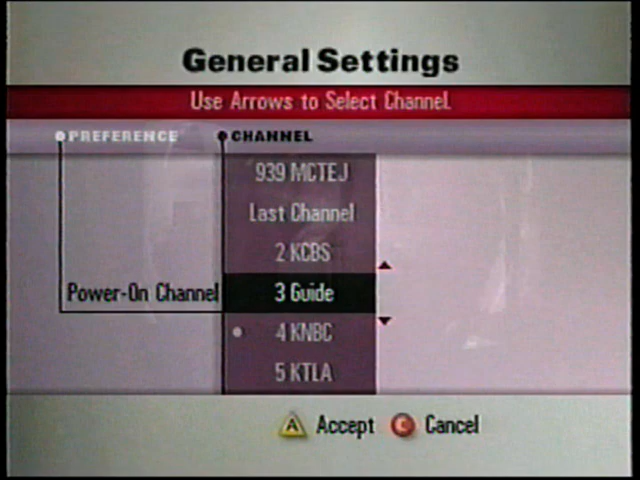 General Settings
Use Arrows to Select Channel.
PREFERENCE CHANNEL
939 MCTEJ
Last Channel
2 KCBS
Power-On Channel 3 Guide
4 KNBC
5 KTLA
A Accept C Cancel